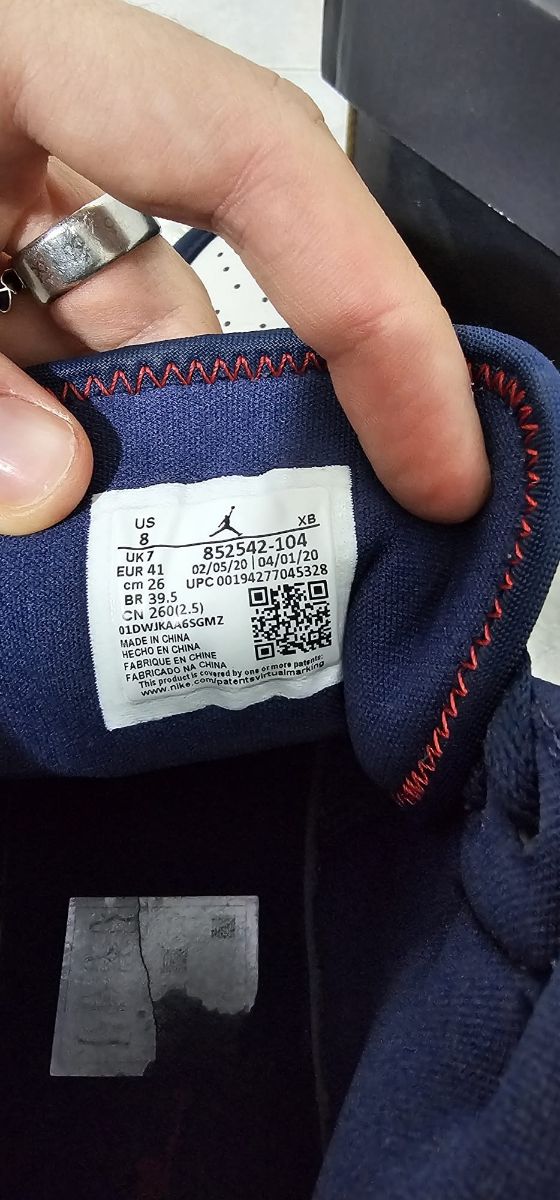 US XB
8
UK 7 852542-104
EUR 41 02/05/20 | 04/01/20
cm 26 UPC 00194277045328
BR 39.5
CN 260(2.5)
01DWJKAA6SGMZ
MADE IN CHINA
HECHO EN CHINA
FABRIQUE EN CHINE
FABRICADO NA CHINA
This product is covered by one or more patents:
www.nike.com/patentsvirtualmarking